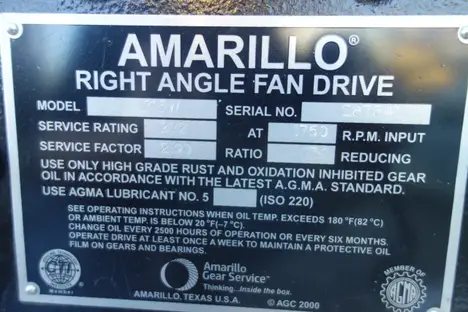 AMARILLO®
RIGHT ANGLE FAN DRIVE
MODEL SERIAL NO.
SERVICE RATING AT 1750 R.P.M. INPUT
SERVICE FACTOR RATIO REDUCING
USE ONLY HIGH GRADE RUST AND OXIDATION INHIBITED GEAR
OIL IN ACCORDANCE WITH THE LATEST A.G.M.A. STANDARD.
USE AGMA LUBRICANT NO. 5 (ISO 220)
SEE OPERATING INSTRUCTIONS WHEN OIL TEMP. EXCEEDS 180°F(82°C)
OR AMBIENT TEMP. IS BELOW 20°F(–7°C).
CHANGE OIL EVERY 2500 HOURS OF OPERATION OR EVERY SIX MONTHS.
OPERATE DRIVE AT LEAST ONCE A WEEK TO MAINTAIN A PROTECTIVE OIL
FILM ON GEARS AND BEARINGS.
CTI
Member
Amarillo
Gear Service™
Thinking...Inside the box.
AMARILLO, TEXAS U.S.A. © AGC 2000
MEMBER OF
AGMA